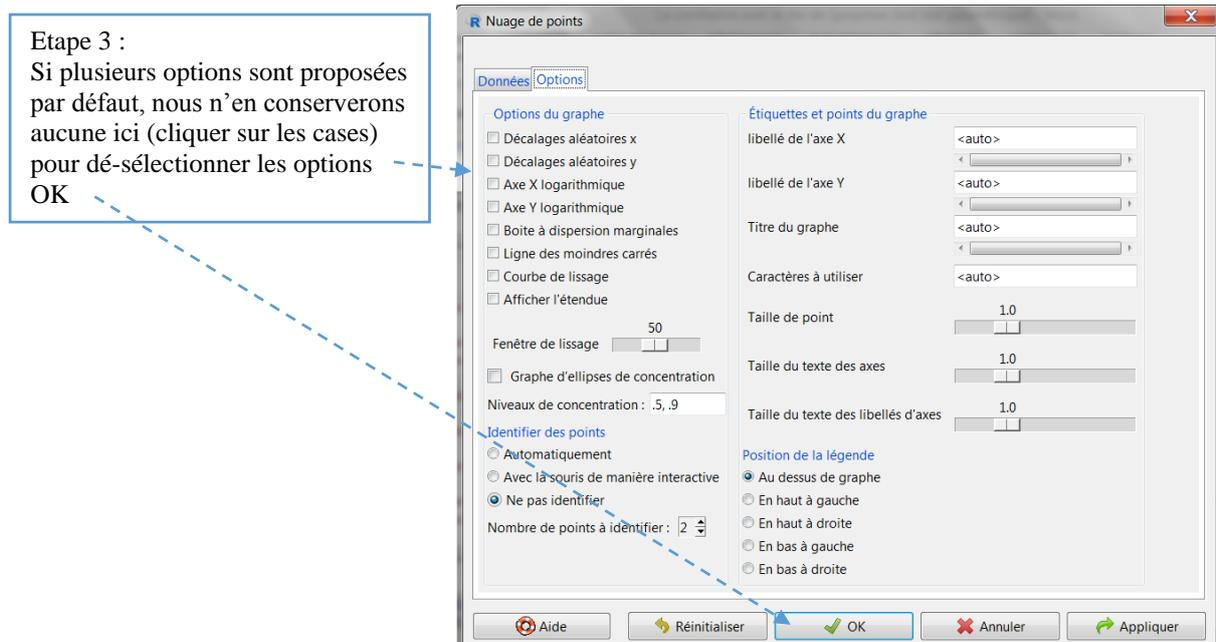 Etape 3 :
Si plusieurs options sont proposées
par défaut, nous n'en conserverons
aucune ici (cliquer sur les cases)
pour dé-sélectionner les options
OK
Nuage de points
Données
Options
Options du graphe
Décalages aléatoires x
Décalages aléatoires y
Axe X logarithmique
Axe Y logarithmique
Boite à dispersion marginales
Ligne des moindres carrés
Courbe de lissage
Afficher l'étendue
50
Fenêtre de lissage
Graphe d'ellipses de concentration
Niveaux de concentration : .5, .9
Identifier des points
Automatiquement
Avec la souris de manière interactive
Ne pas identifier
Nombre de points à identifier : 2
Étiquettes et points du graphe
libellé de l'axe X <auto>
libellé de l'axe Y <auto>
Titre du graphe <auto>
Caractères à utiliser <auto>
1.0
Taille de point
1.0
Taille du texte des axes
1.0
Taille du texte des libellés d'axes
Position de la légende
Au dessus de graphe
En haut à gauche
En haut à droite
En bas à gauche
En bas à droite
Aide
Réinitialiser
OK
Annuler
Appliquer